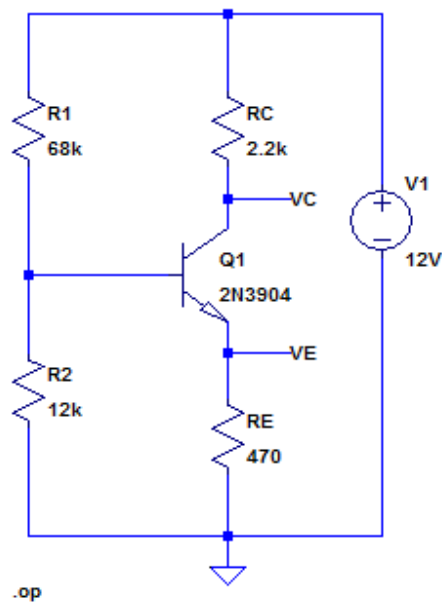 R1
68k
RC
2.2k
VC
V1
12V
Q1
2N3904
VE
R2
12k
RE
470
.op